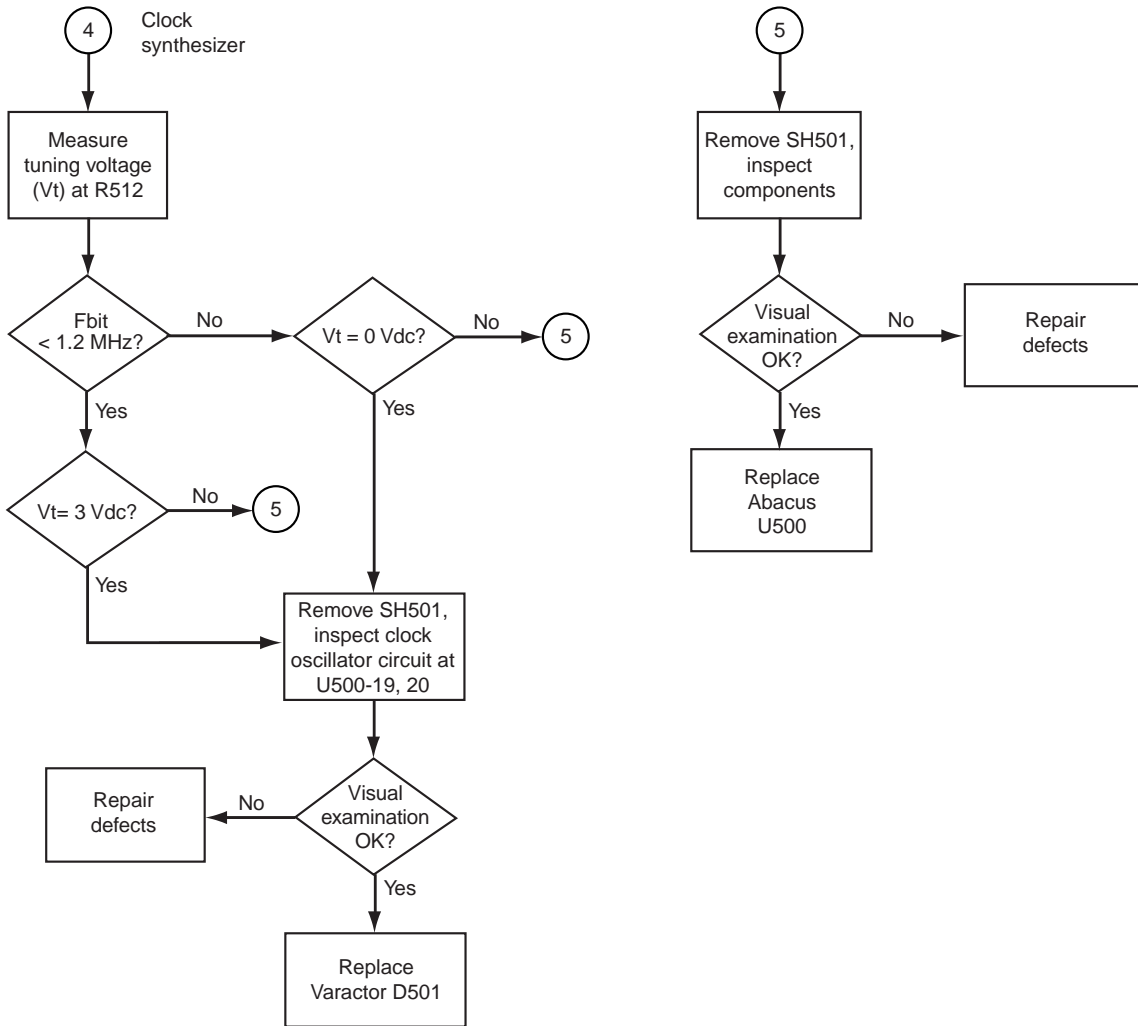 4
Clock
synthesizer
Measure
tuning voltage
(Vt) at R512
Fbit
< 1.2 MHz?
No
Vt = 0 Vdc?
No
5
Yes
Yes
Vt= 3 Vdc?
No
5
Yes
Remove SH501,
inspect clock
oscillator circuit at
U500-19, 20
Visual
examination
OK?
No
Repair
defects
Yes
Replace
Varactor D501
5
Remove SH501,
inspect
components
Visual
examination
OK?
No
Repair
defects
Yes
Replace
Abacus
U500